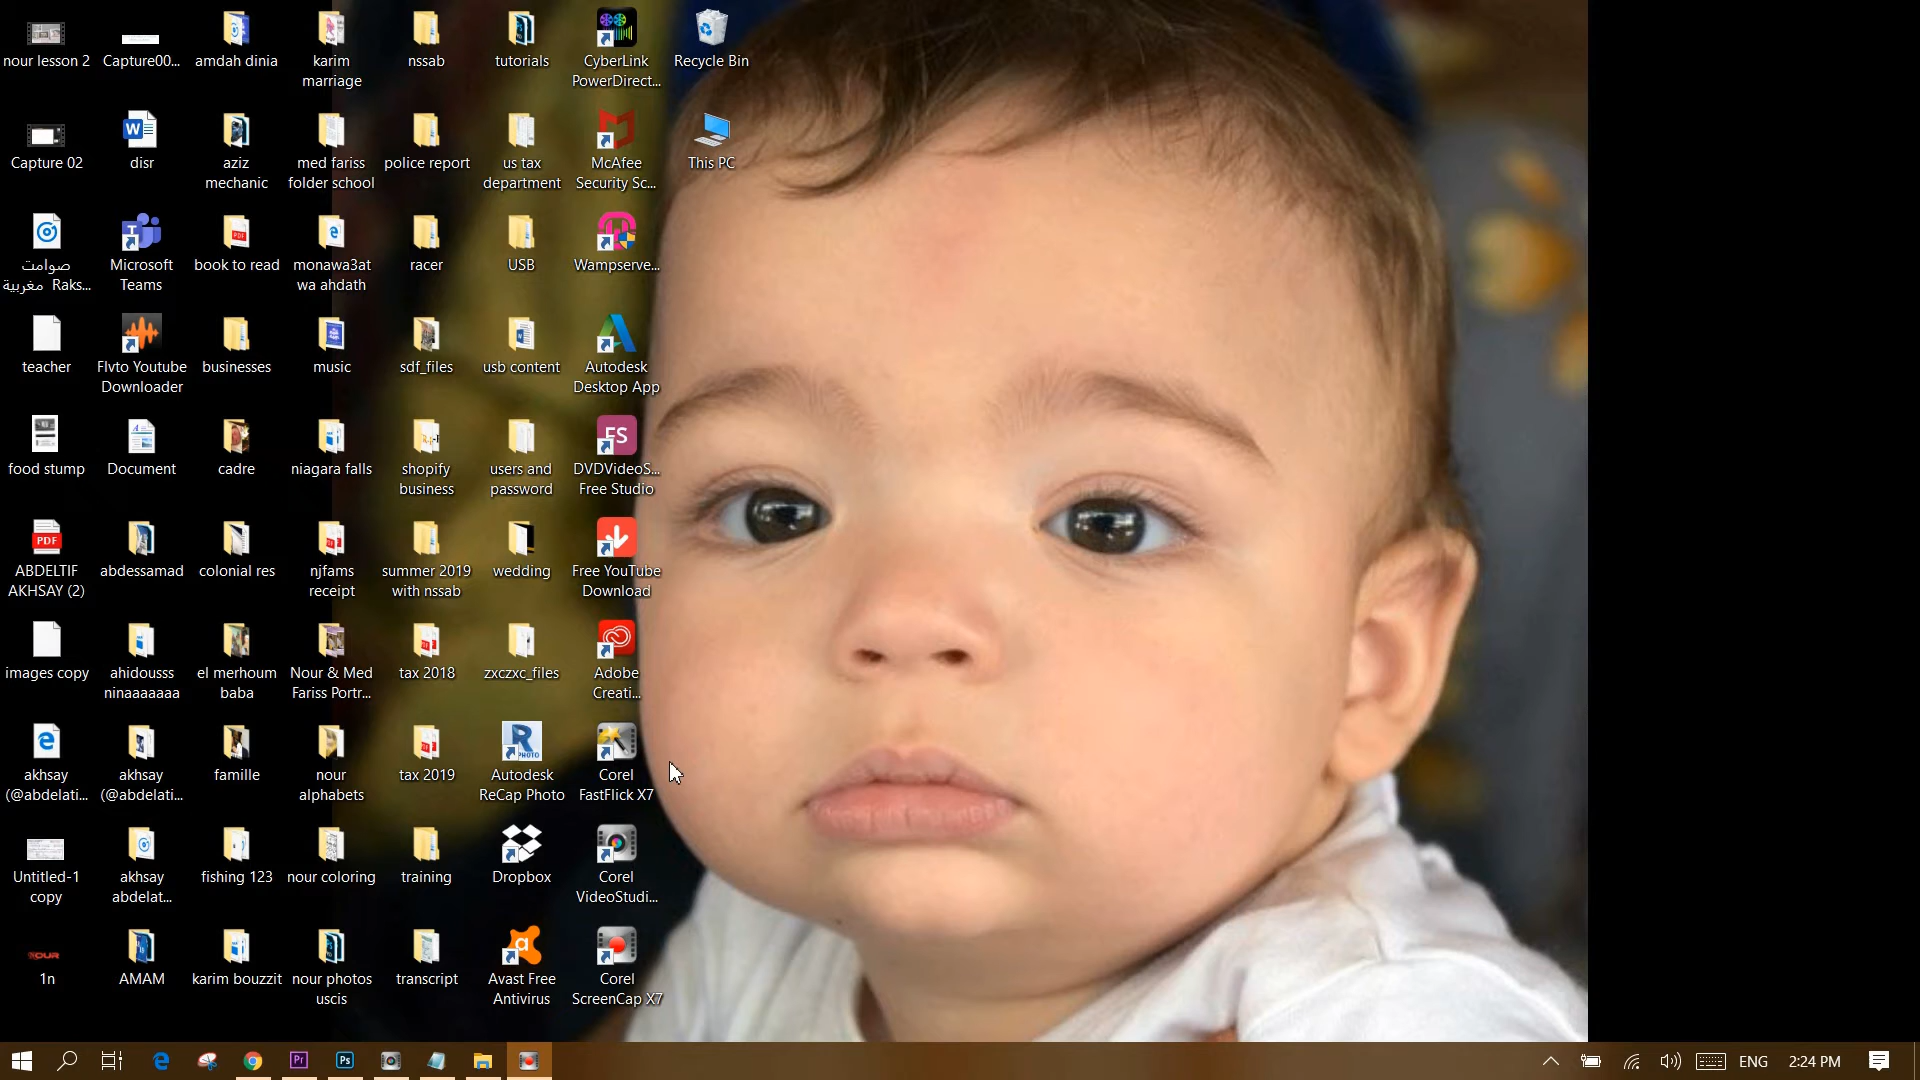 nour lesson 2
Capture00...
amdah dinia
karim
marriage
nssab
tutorials
CyberLink
PowerDirect...
Recycle Bin
Capture 02
disr
aziz
mechanic
med fariss
folder school
police report
us tax
department
McAfee
Security Sc...
This PC
صوامت
مغربية Raks...
Microsoft
Teams
book to read
monawa3at
wa ahdath
racer
USB
Wampserve...
teacher
Flvto Youtube
Downloader
businesses
music
sdf_files
usb content
Autodesk
Desktop App
food stump
Document
cadre
niagara falls
shopify
business
users and
password
DVDVideoS...
Free Studio
ABDELTIF
AKHSAY (2)
abdessamad
colonial res
njfams
receipt
summer 2019
with nssab
wedding
Free YouTube
Download
images copy
ahidousss
ninaaaaaaa
el merhoum
baba
Nour & Med
Fariss Portr...
tax 2018
zxczxc_files
Adobe
Creati...
akhsay
(@abdelati...
akhsay
(@abdelati...
famille
nour
alphabets
tax 2019
Autodesk
ReCap Photo
Corel
FastFlick X7
Untitled-1
copy
akhsay
abdelat...
fishing 123
nour coloring
training
Dropbox
Corel
VideoStudi...
1n
AMAM
karim bouzzit
nour photos
uscis
transcript
Avast Free
Antivirus
Corel
ScreenCap X7
ENG
2:24 PM